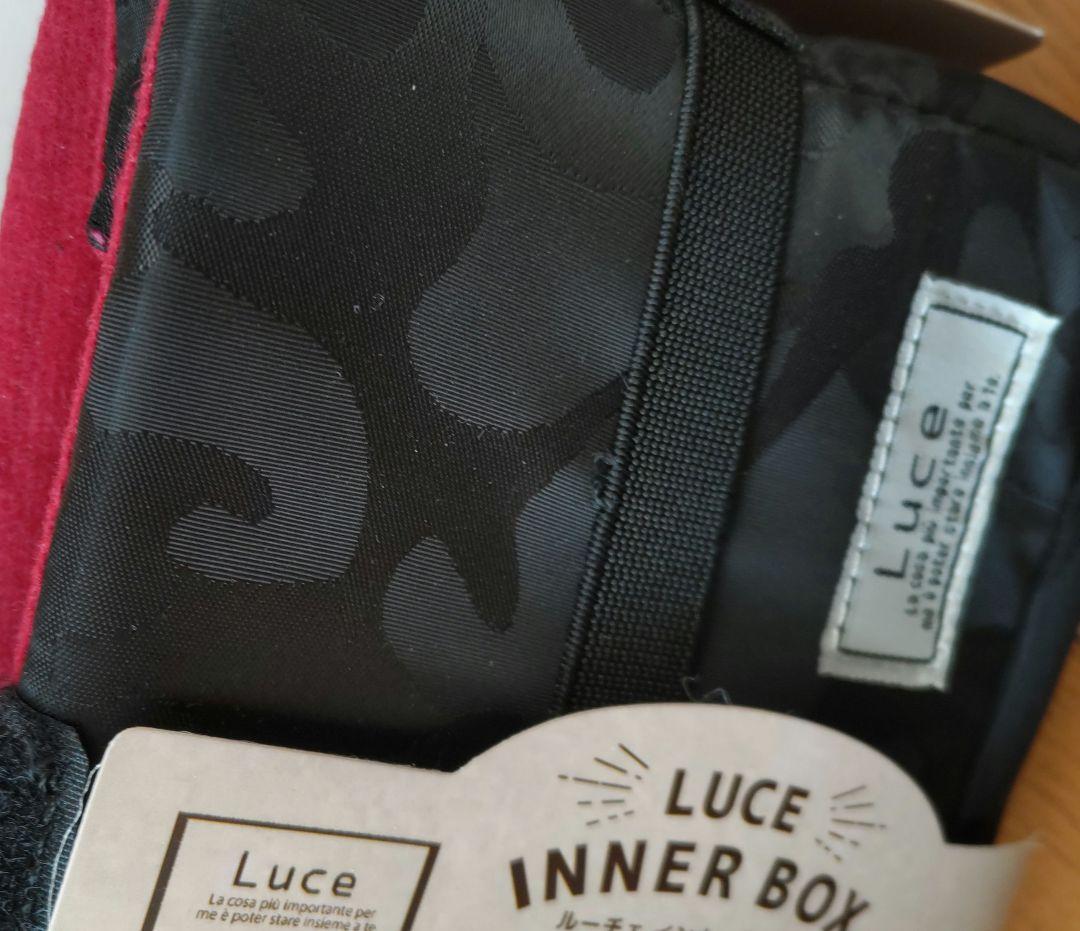 Luce
La cosa più importante per
me è poter stare insieme a te.
LUCE
INNER BOX
Luce
La cosa più importante per
me è poter stare insieme a te